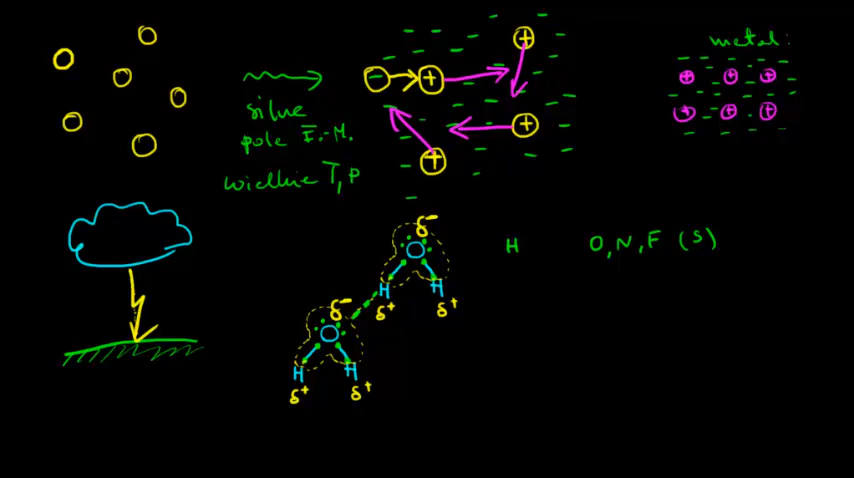 metal:
silne
pole E.-M.
wielkie T, P
δ-
H
O, N, F (S)
H H
δ+ δ+
δ-
H H
δ+ δ+